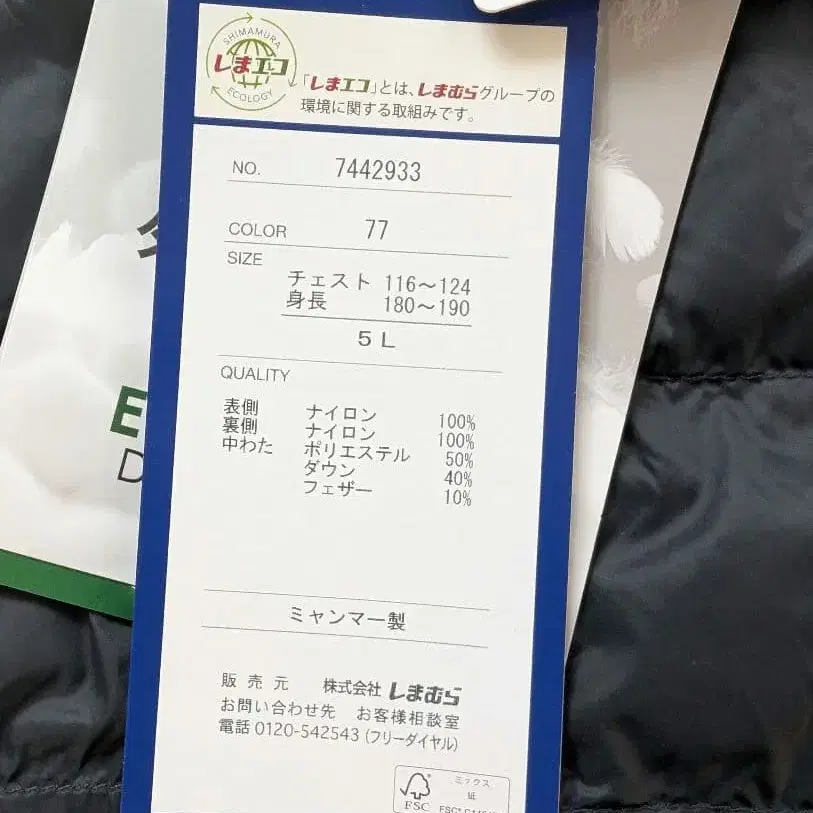 SHIMAMURA
しまエコ
ECOLOGY
「しまエコ」とは、しまむらグループの
環境に関する取組みです。
NO. 7442933
COLOR 77
SIZE
チェスト 116～124
身長 180～190
5L
QUALITY
表側 ナイロン 100%
裏側 ナイロン 100%
中わた ポリエステル 50%
ダウン 40%
フェザー 10%
ミャンマー製
販売元 株式会社 しまむら
お問い合わせ先 お客様相談室
電話 0120-542543 (フリーダイヤル)
ミックス
紙
FSC